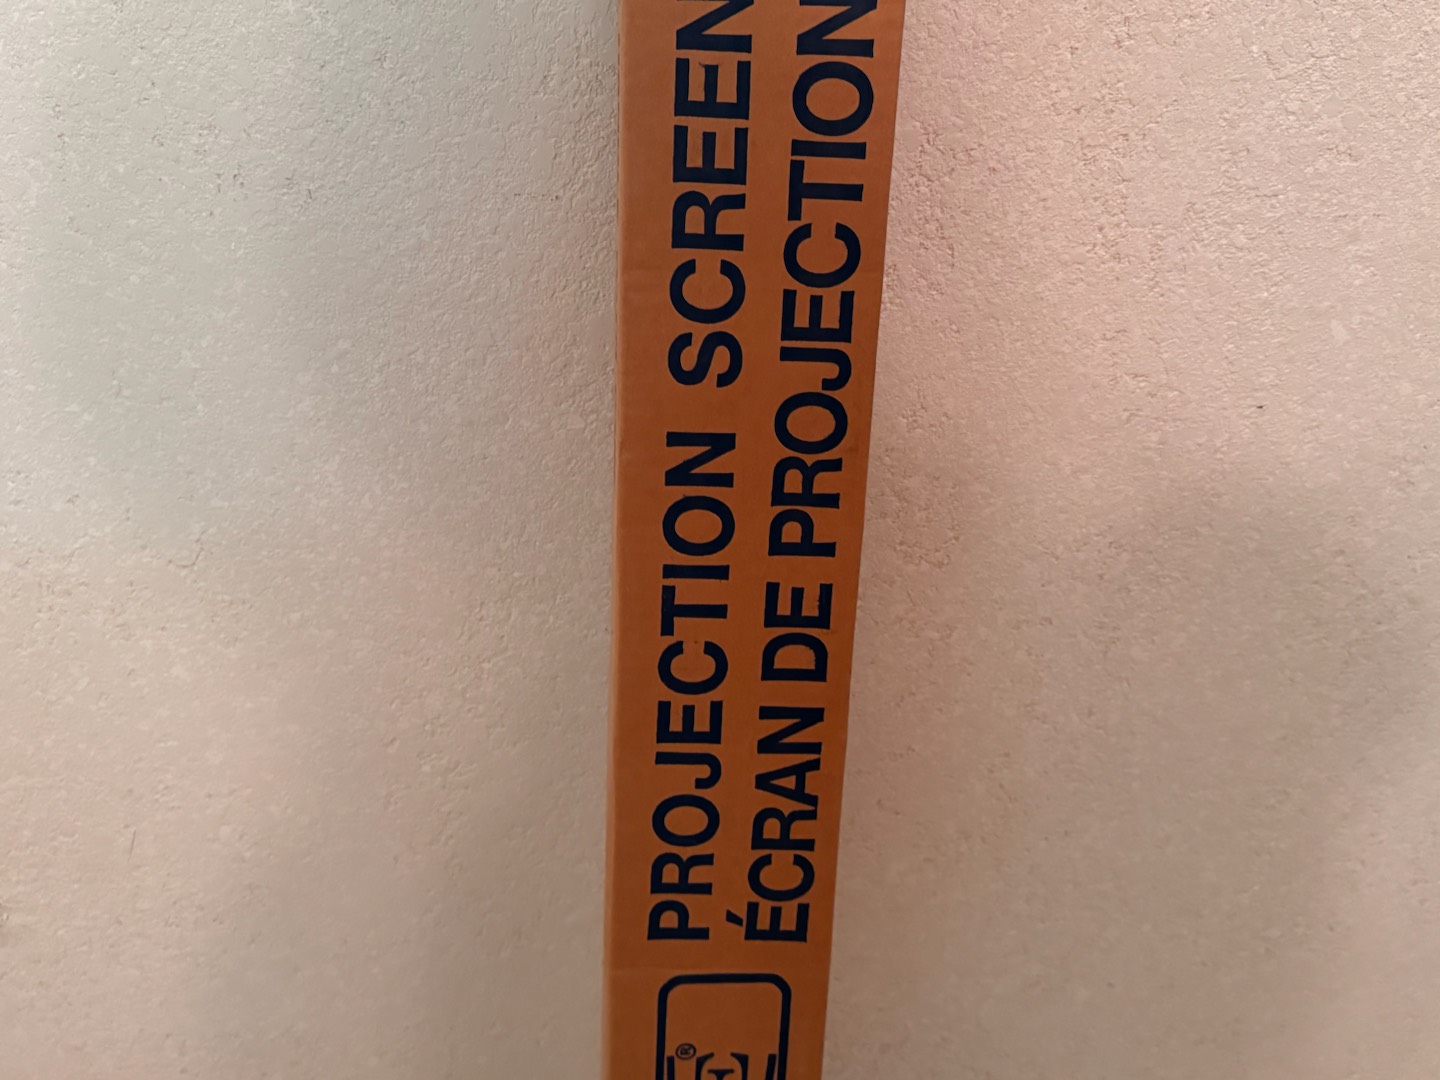 PROJECTION SCREEN
ÉCRAN DE PROJECTION
®